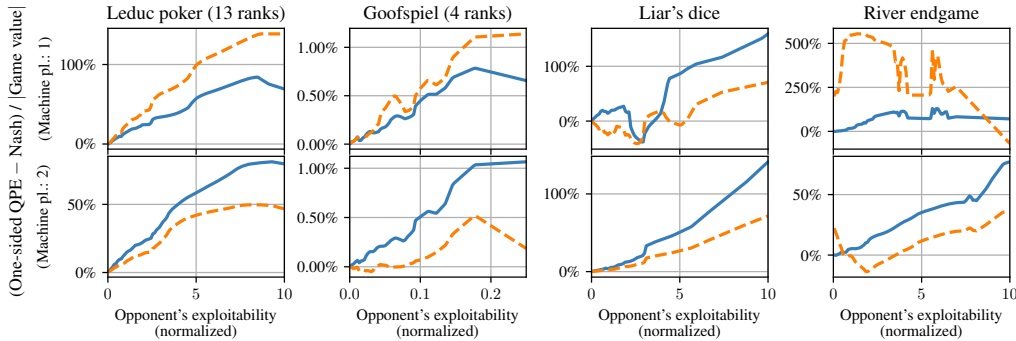 Leduc poker (13 ranks)
Goofspiel (4 ranks)
Liar's dice
River endgame
(One-sided QPE − Nash) / |Game value|
(Machine pl.: 1)
(Machine pl.: 2)
100%
0%
1.00%
0.50%
0.00%
100%
0%
500%
250%
0%
50%
0%
1.00%
0.50%
0.00%
100%
0%
50%
0%
0
5
10
0.0
0.1
0.2
0
5
10
0
5
10
Opponent's exploitability
(normalized)
Opponent's exploitability
(normalized)
Opponent's exploitability
(normalized)
Opponent's exploitability
(normalized)